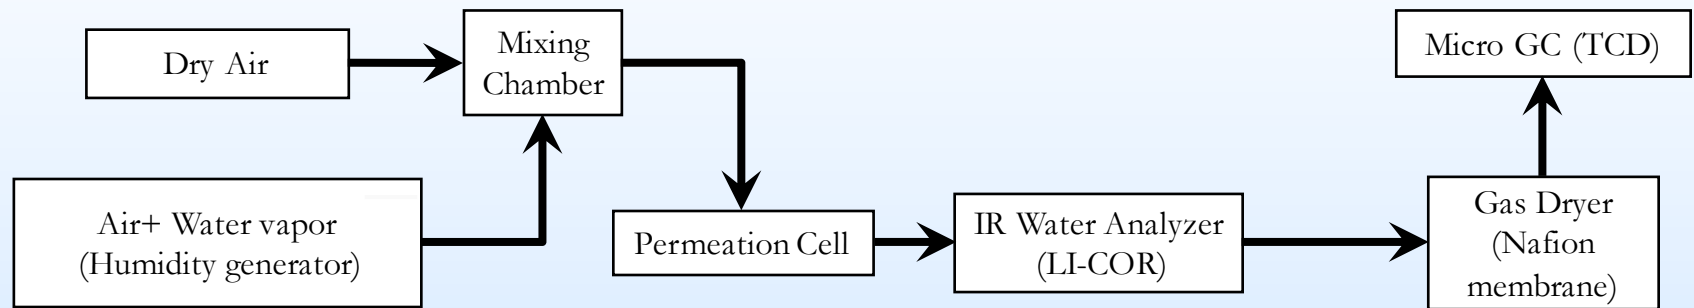 Dry Air
Mixing
Chamber
Micro GC (TCD)
Air+ Water vapor
(Humidity generator)
Permeation Cell
IR Water Analyzer
(LI-COR)
Gas Dryer
(Nafion
membrane)